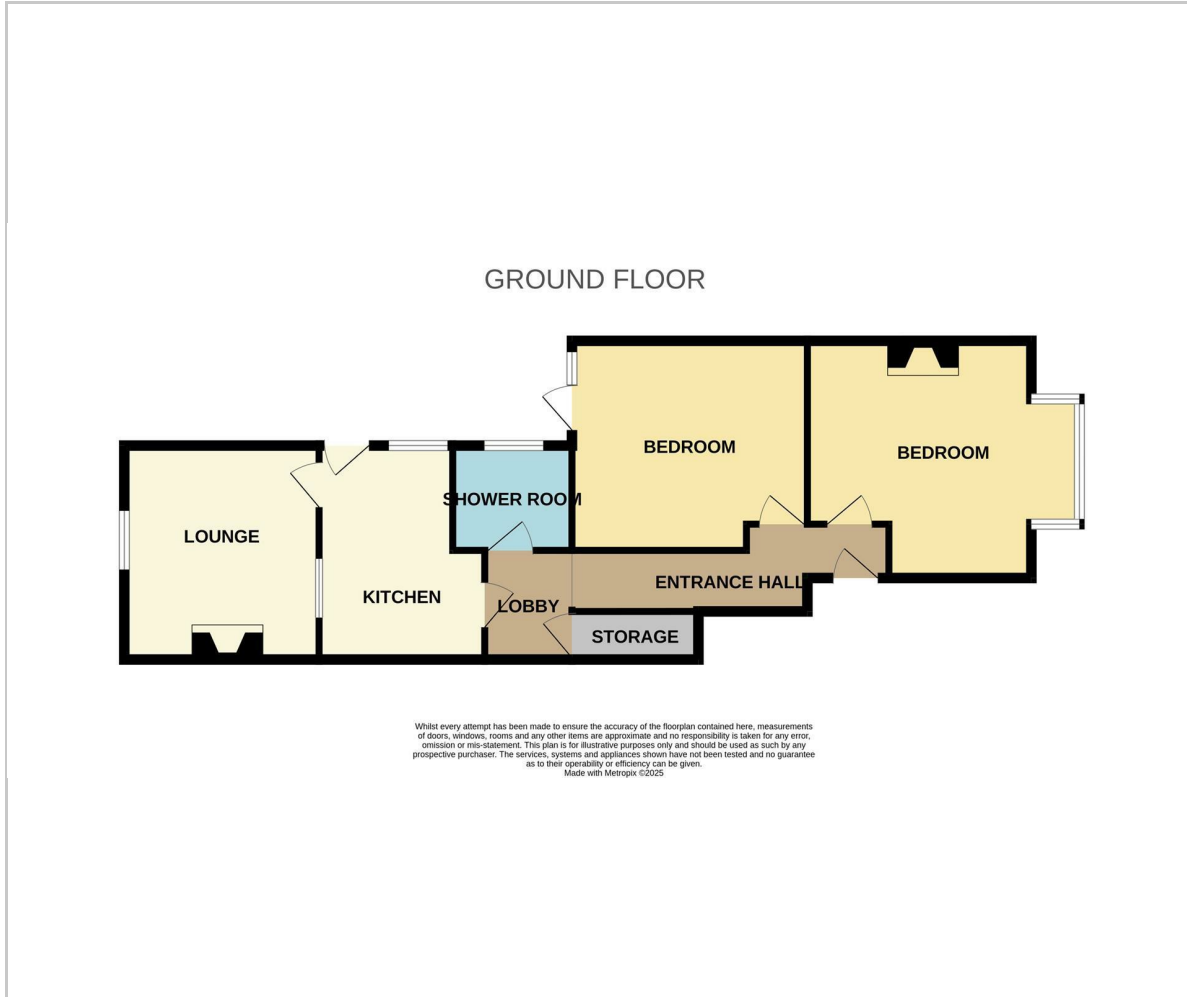 GROUND FLOOR
BEDROOM
BEDROOM
SHOWER ROOM
LOUNGE
KITCHEN
LOBBY
ENTRANCE HALL
STORAGE
Whilst every attempt has been made to ensure the accuracy of the floorplan contained here, measurements
of doors, windows, rooms and any other items are approximate and no responsibility is taken for any error,
omission or mis-statement. This plan is for illustrative purposes only and should be used as such by any
prospective purchaser. The services, systems and appliances shown have not been tested and no guarantee
as to their operability or efficiency can be given.
Made with Metropix ©2025